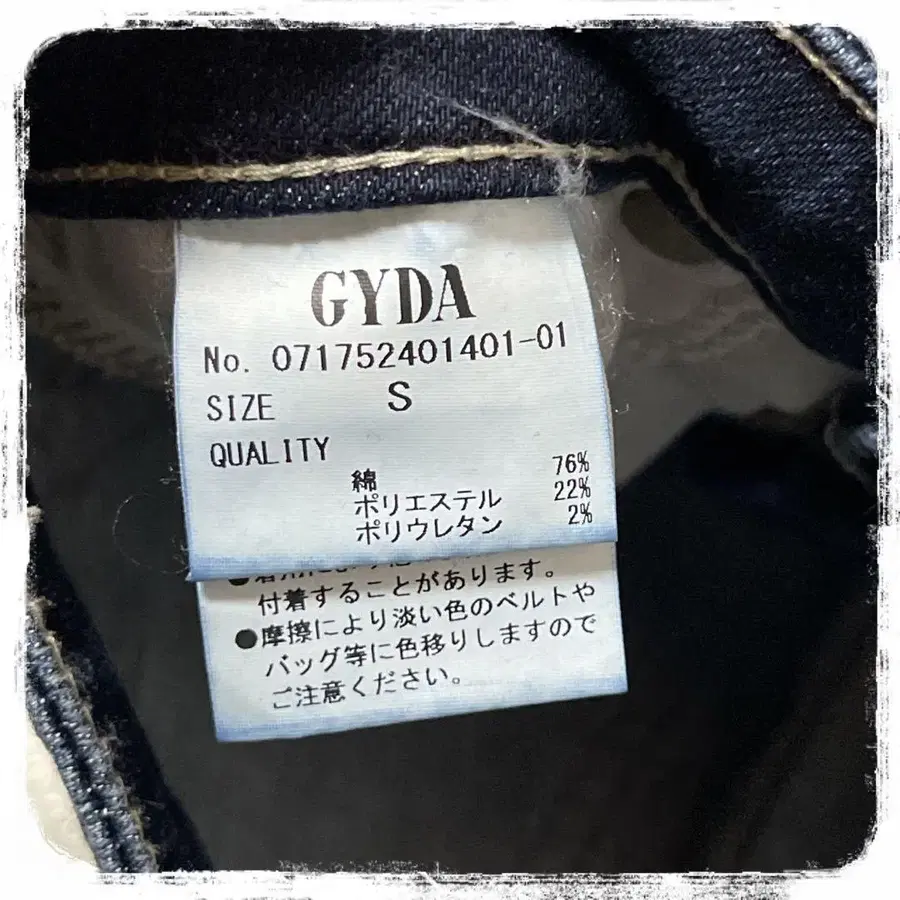 GYDA
No. 071752401401-01
SIZE S
QUALITY
綿 76%
ポリエステル 22%
ポリウレタン 2%
付着することがあります。
●摩擦により淡い色のベルトや
バッグ等に色移りしますので
ご注意ください。